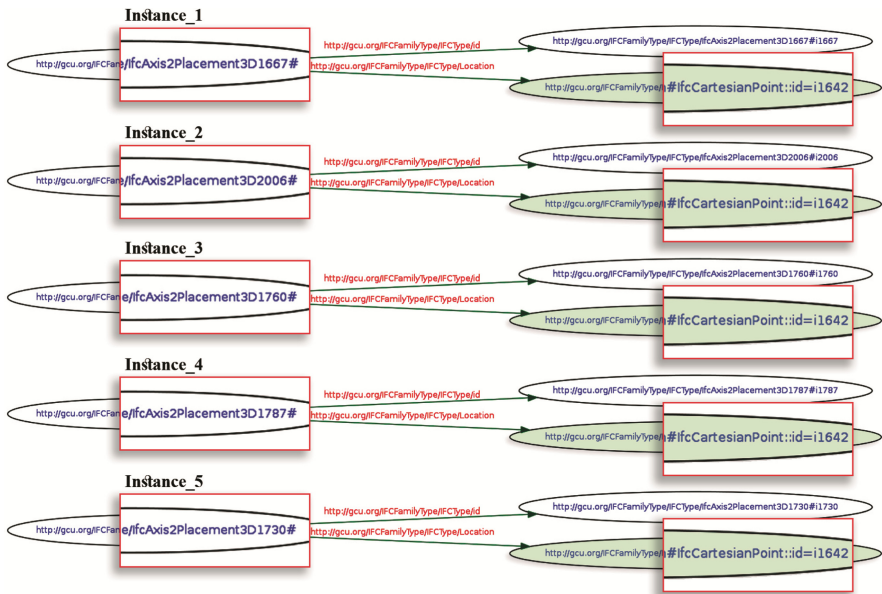 Instance_1
http://gcu.org/IFCFamilyType/IFCType/id
http://gcu.org/IFCFamilyType/IFCType/IfcAxis2Placement3D1667#i1667
http://gcu.org/IFCFame/IfcAxis2Placement3D1667#
http://gcu.org/IFCFamilyType/IFCType/Location
http://gcu.org/IFCFamilyType/#IfcCartesianPoint::id=i1642
Instance_2
http://gcu.org/IFCFamilyType/IFCType/id
http://gcu.org/IFCFamilyType/IFCType/IfcAxis2Placement3D2006#i2006
http://gcu.org/IFCFame/IfcAxis2Placement3D2006#
http://gcu.org/IFCFamilyType/IFCType/Location
http://gcu.org/IFCFamilyType/#IfcCartesianPoint::id=i1642
Instance_3
http://gcu.org/IFCFamilyType/IFCType/id
http://gcu.org/IFCFamilyType/IFCType/IfcAxis2Placement3D1760#i1760
http://gcu.org/IFCFame/IfcAxis2Placement3D1760#
http://gcu.org/IFCFamilyType/IFCType/Location
http://gcu.org/IFCFamilyType/#IfcCartesianPoint::id=i1642
Instance_4
http://gcu.org/IFCFamilyType/IFCType/id
http://gcu.org/IFCFamilyType/IFCType/IfcAxis2Placement3D1787#i1787
http://gcu.org/IFCFame/IfcAxis2Placement3D1787#
http://gcu.org/IFCFamilyType/IFCType/Location
http://gcu.org/IFCFamilyType/#IfcCartesianPoint::id=i1642
Instance_5
http://gcu.org/IFCFamilyType/IFCType/id
http://gcu.org/IFCFamilyType/IFCType/IfcAxis2Placement3D1730#i1730
http://gcu.org/IFCFame/IfcAxis2Placement3D1730#
http://gcu.org/IFCFamilyType/IFCType/Location
http://gcu.org/IFCFamilyType/#IfcCartesianPoint::id=i1642